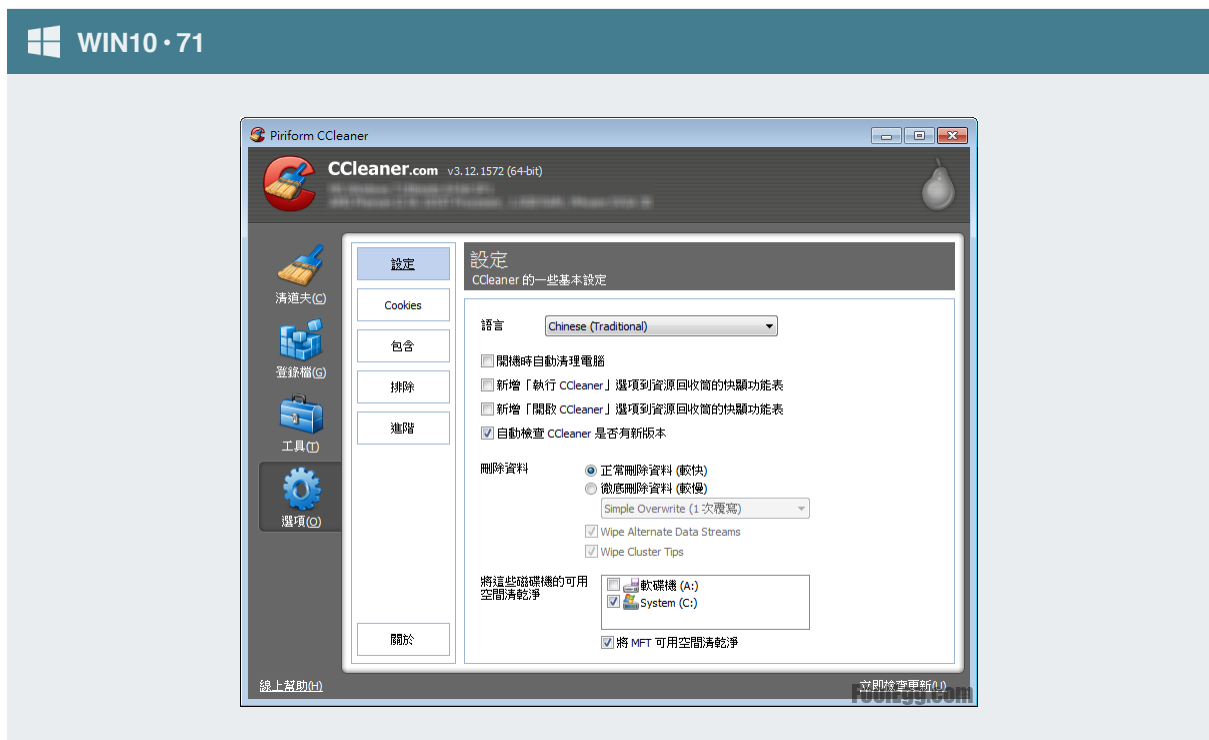 WIN10・71
Piriform CCleaner
CCleaner.com v3.12.1572 (64-bit)
清道夫(C)
登錄檔(G)
工具(T)
選項(O)
設定
Cookies
包含
排除
進階
關於
設定
CCleaner 的一些基本設定
語言 Chinese (Traditional)
開機時自動清理電腦
新增「執行 CCleaner」選項到資源回收筒的快顯功能表
新增「開啟 CCleaner」選項到資源回收筒的快顯功能表
自動檢查 CCleaner 是否有新版本
刪除資料 正常刪除資料 (較快)
徹底刪除資料 (較慢)
Simple Overwrite (1 次覆寫)
Wipe Alternate Data Streams
Wipe Cluster Tips
將這些磁碟機的可用
空間清乾淨
軟碟機 (A:)
System (C:)
將 MFT 可用空間清乾淨
線上幫助(H)
立即檢查更新(U)
FoolEgg.com